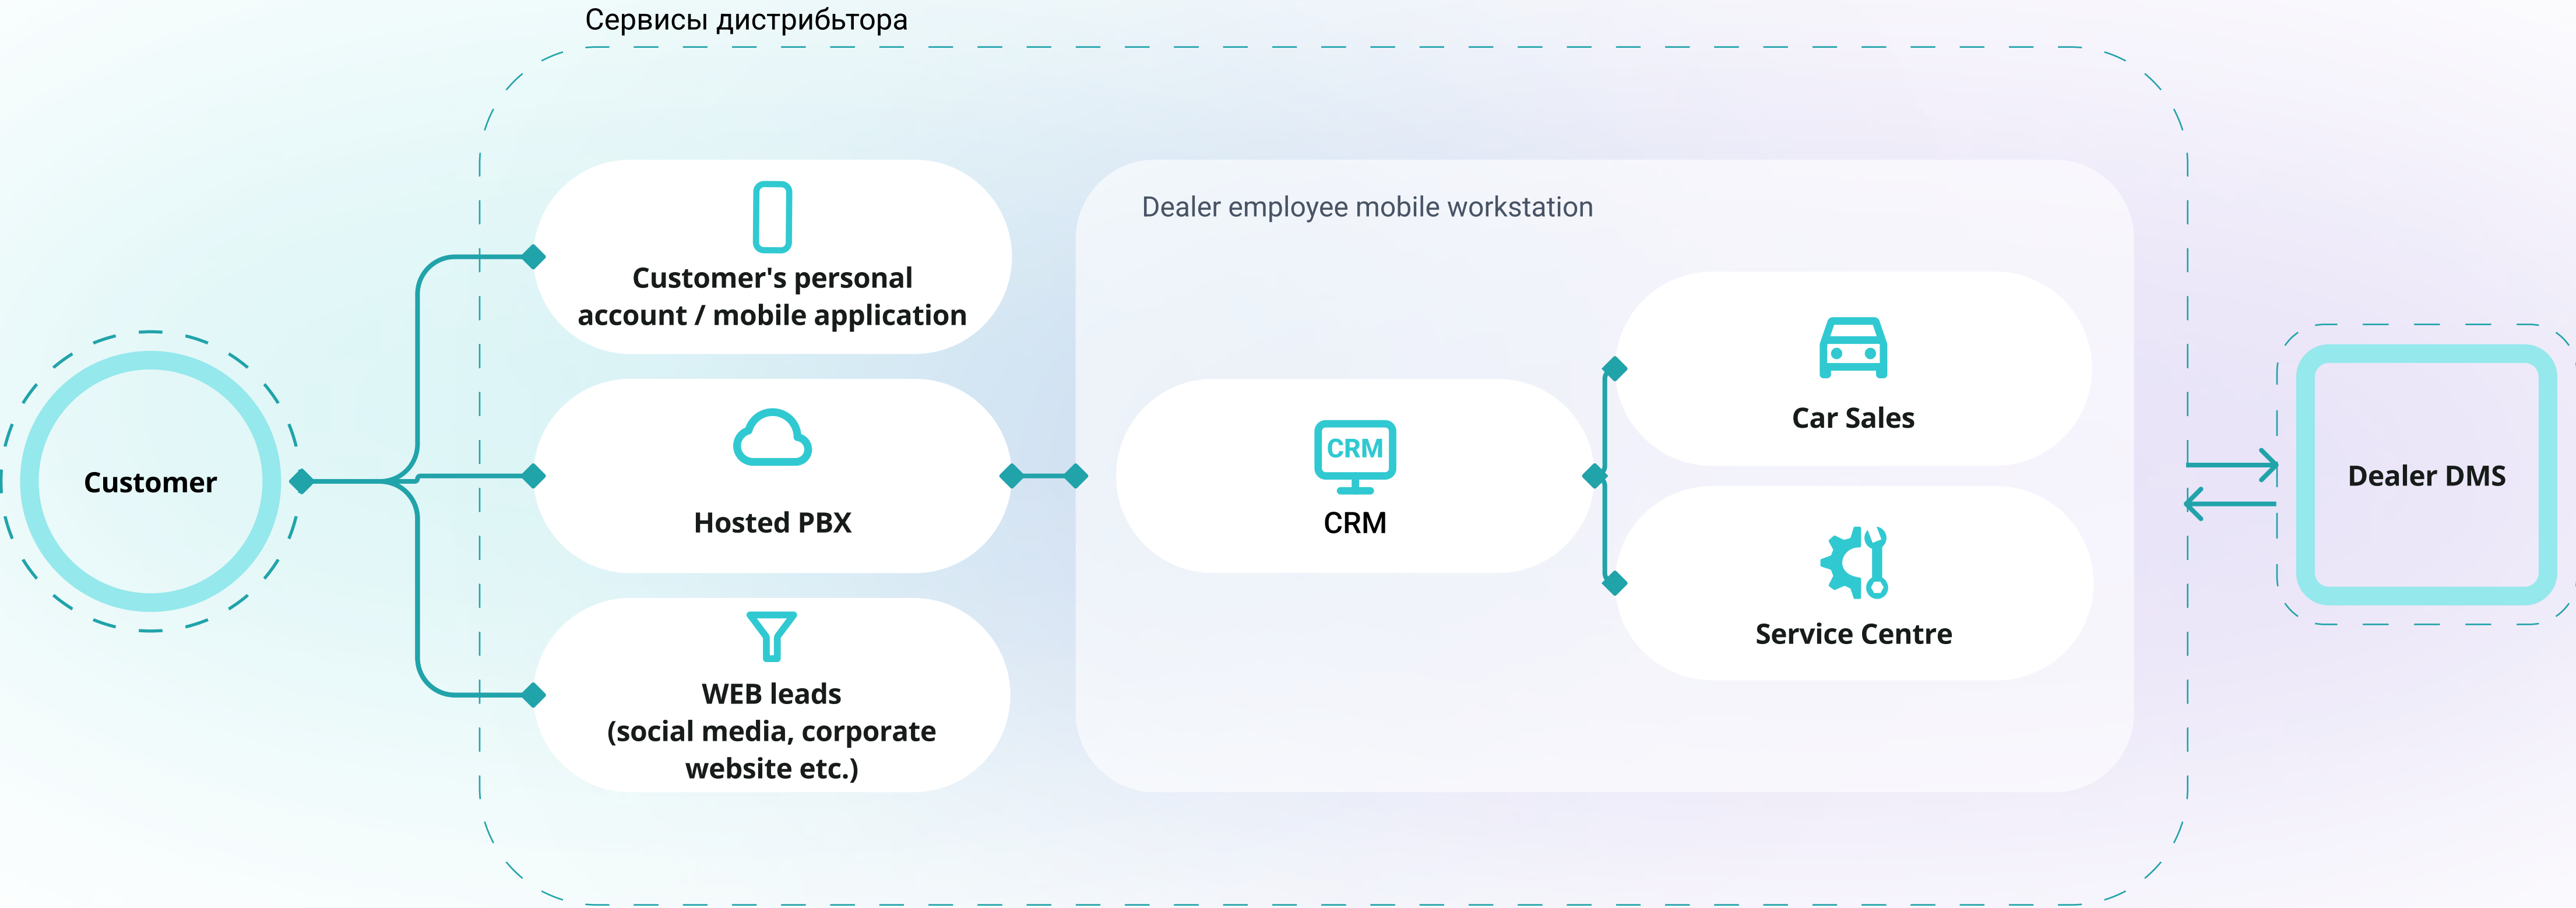 Сервисы дистрибьтора
Customer
Customer's personal
account / mobile application
Hosted PBX
WEB leads
(social media, corporate
website etc.)
Dealer employee mobile workstation
CRM
CRM
Car Sales
Service Centre
Dealer DMS